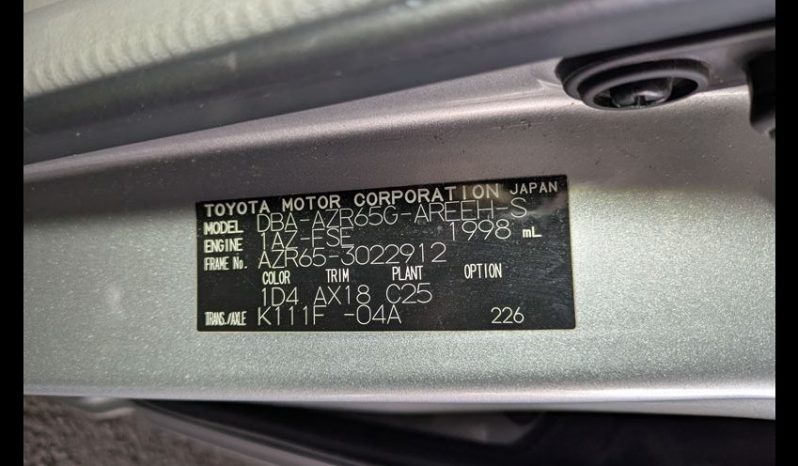 TOYOTA MOTOR CORPORATION JAPAN
MODEL DBA-AZR65G-AREEH-S
ENGINE 1AZ-FSE 1998 mL
FRAME No. AZR65-3022912
COLOR TRIM PLANT OPTION
1D4 AX18 C25
TRANS./AXLE K111F -04A 226